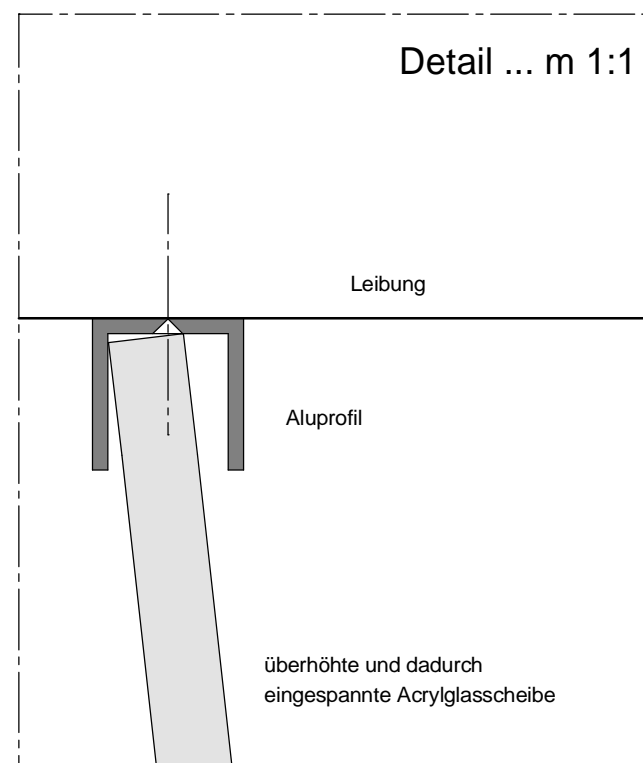 Detail ... m 1:1
Leibung
Aluprofil
überhöhte und dadurch
eingespannte Acrylglasscheibe